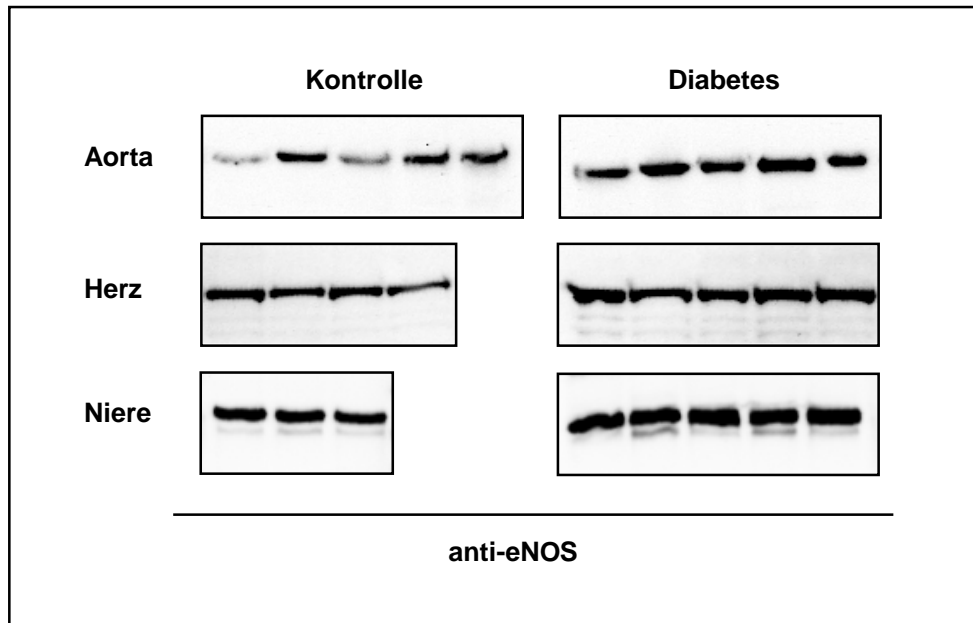 Kontrolle Diabetes
Aorta
Herz
Niere
anti-eNOS